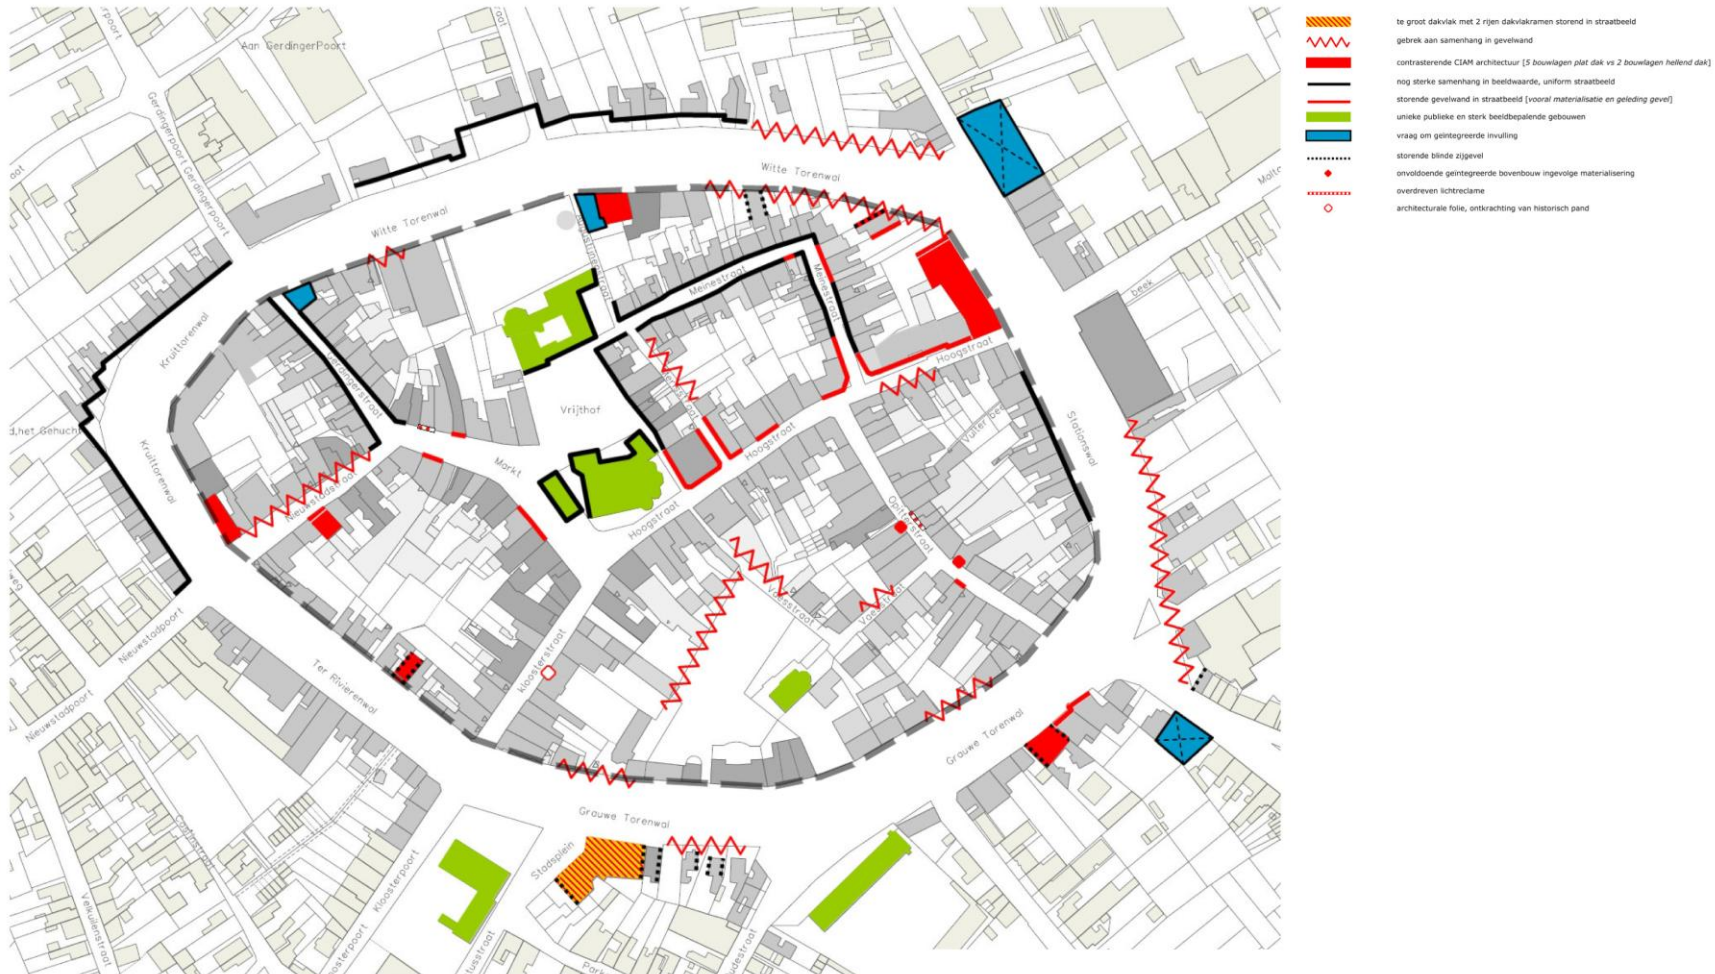 te groot dakvlak met 2 rijen dakvlakramen storend in straatbeeld
gebrek aan samenhang in gevelwand
contrasterende CIAM architectuur [5 bouwlagen plat dak vs 2 bouwlagen hellend dak]
nog sterke samenhang in beeldwaarde, uniform straatbeeld
storende gevelwand in straatbeeld [vooral materialisatie en geleding gevel]
unieke publieke en sterk beeldbepalende gebouwen
vraag om geïntegreerde invulling
storende blinde zijgevel
onvoldoende geïntegreerde bovenbouw ingevolge materialisering
overdreven lichtreclame
architecturale folie, ontkrachting van historisch pand
Aan GerdingerPoort
Gerdingerpoort
Gerdingerpoort
Witte Torenwal
Witte Torenwal
Kruittorenwal
Kruittorenwal
Meinestraat
Meinestraat
Vrijthof
Markt
Hoogstraat
Hoogstraat
Hoogstraat
Nieuwstadstraat
Stationswal
beek
Opitterstraat
Voesstraat
kloosterstraat
Nieuwstadpoort
Nieuwstadpoort
Ter Rivierenwal
Grauwe Torenwal
Grauwe Torenwal
Stadsplein
Kloosterpoort